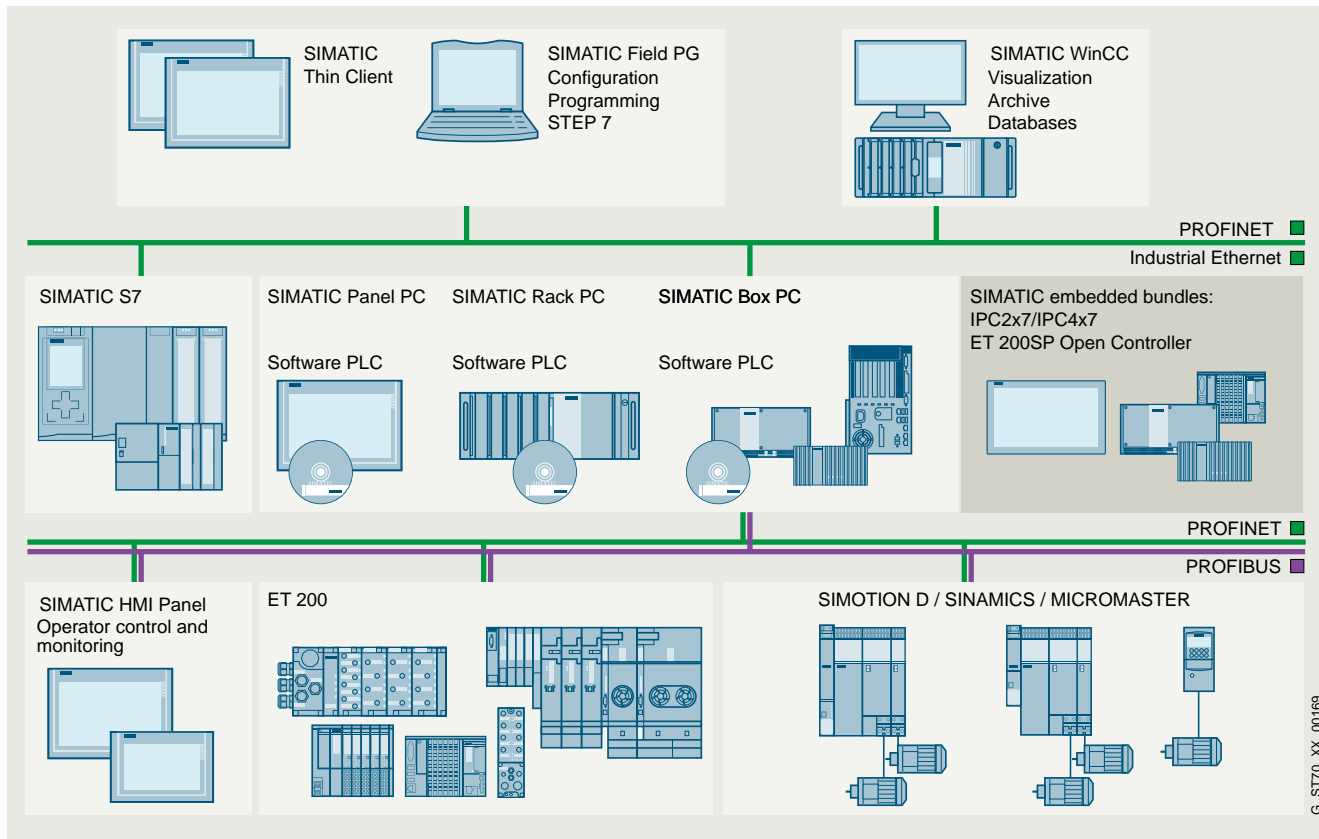 SIMATIC
Thin Client
SIMATIC Field PG
Configuration
Programming
STEP 7
SIMATIC WinCC
Visualization
Archive
Databases
PROFINET
Industrial Ethernet
SIMATIC S7
SIMATIC Panel PC
Software PLC
SIMATIC Rack PC
Software PLC
SIMATIC Box PC
Software PLC
SIMATIC embedded bundles:
IPC2x7/IPC4x7
ET 200SP Open Controller
PROFINET
PROFIBUS
SIMATIC HMI Panel
Operator control and
monitoring
ET 200
SIMOTION D / SINAMICS / MICROMASTER
G_ST70_XX_00169